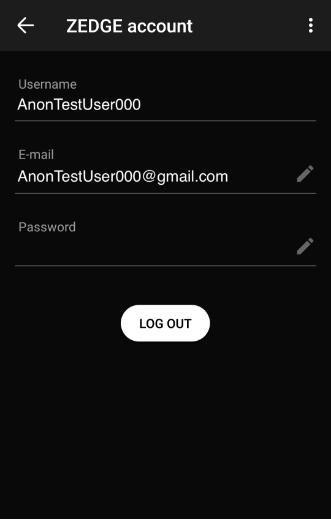 ZEDGE account
Username
AnonTestUser000
E-mail
AnonTestUser000@gmail.com
Password
LOG OUT